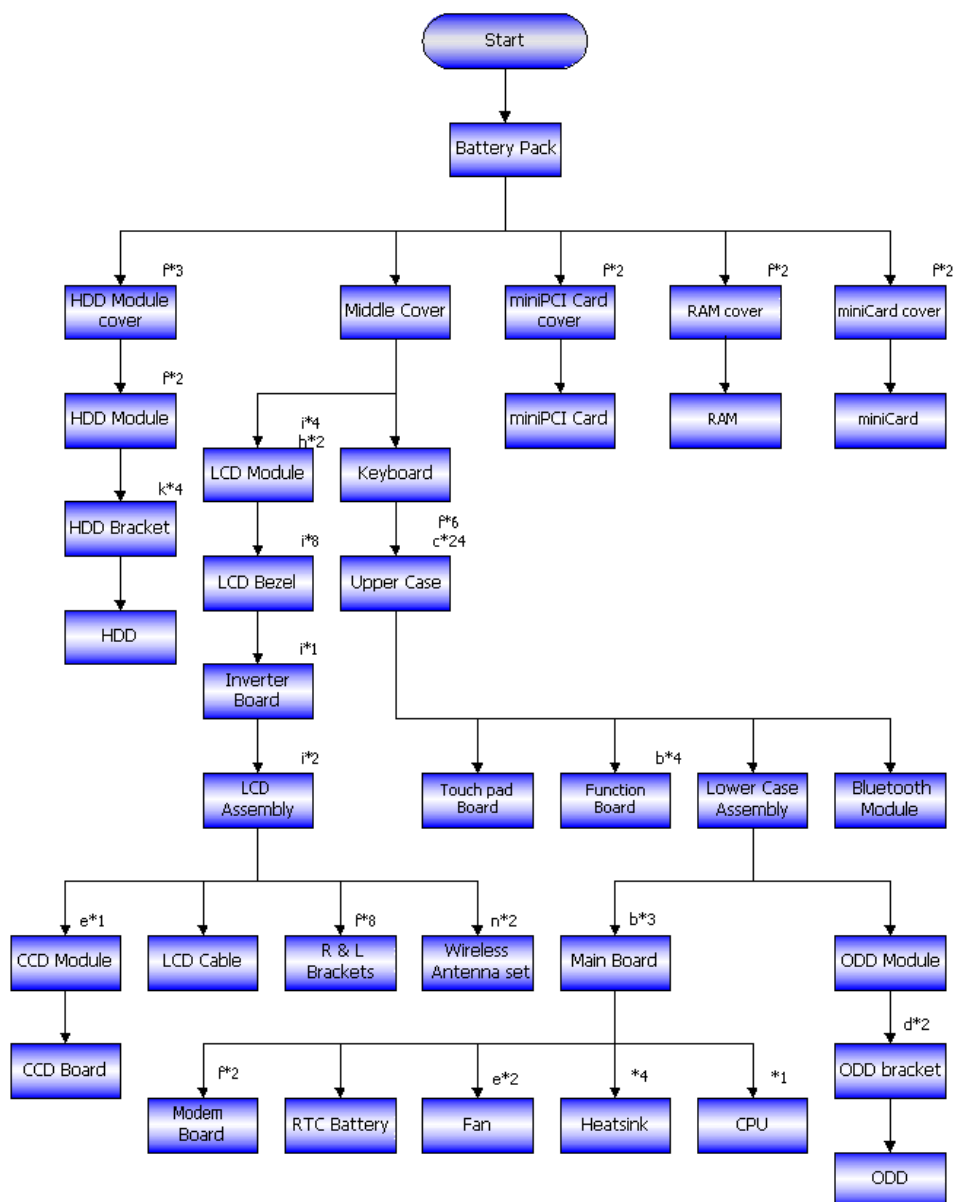 Start
Battery Pack
f*3
f*2
f*2
f*2
HDD Module
cover
Middle Cover
miniPCI Card
cover
RAM cover
miniCard cover
f*2
HDD Module
i*4
h*2
miniPCI Card
RAM
miniCard
LCD Module
Keyboard
k*4
HDD Bracket
i*8
f*6
c*24
LCD Bezel
Upper Case
HDD
i*1
Inverter
Board
i*2
b*4
LCD
Assembly
Touch pad
Board
Function
Board
Lower Case
Assembly
Bluetooth
Module
e*1
f*8
n*2
b*3
CCD Module
LCD Cable
R & L
Brackets
Wireless
Antenna set
Main Board
ODD Module
d*2
CCD Board
ODD bracket
f*2
e*2
*4
*1
Modem
Board
RTC Battery
Fan
Heatsink
CPU
ODD